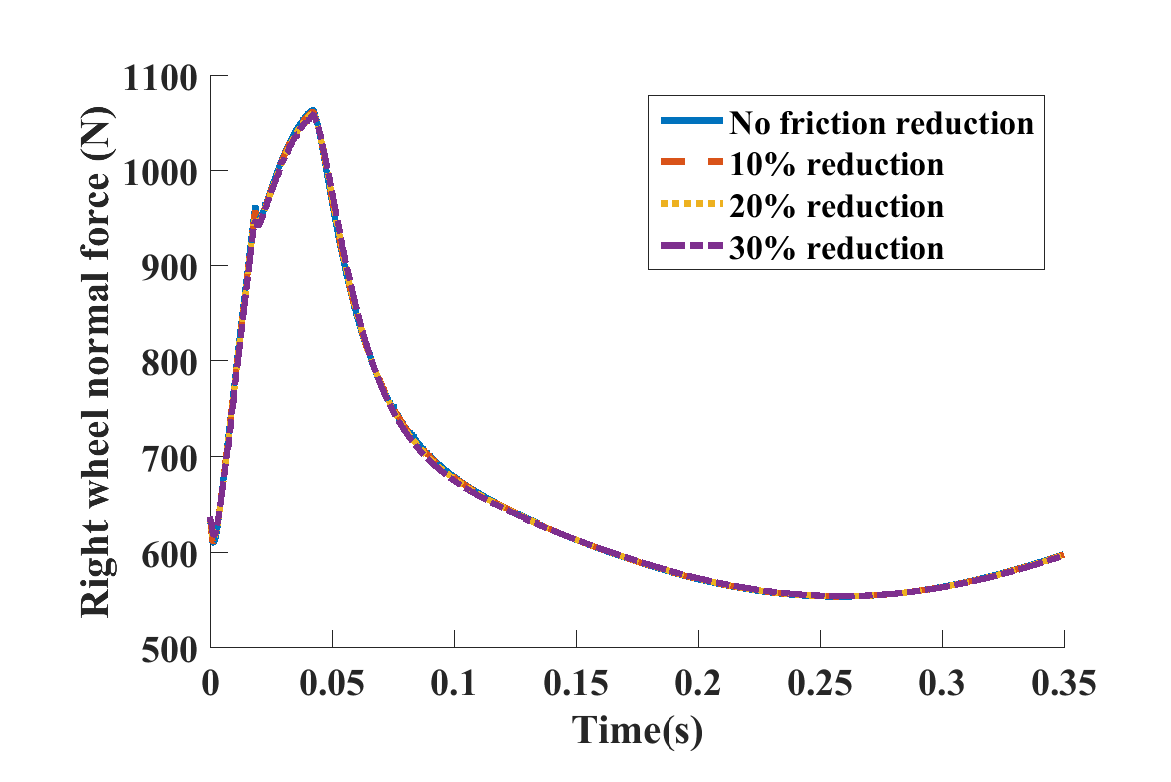 1100
1000
900
800
700
600
500
Right wheel normal force (N)
No friction reduction
10% reduction
20% reduction
30% reduction
0 0.05 0.1 0.15 0.2 0.25 0.3 0.35
Time(s)